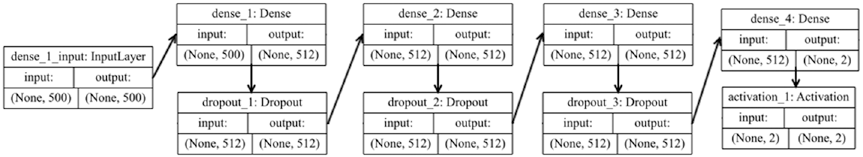 dense_1_input: InputLayer
input: output:
(None, 500) (None, 500)
dense_1: Dense
input: output:
(None, 500) (None, 512)
dropout_1: Dropout
input: output:
(None, 512) (None, 512)
dense_2: Dense
input: output:
(None, 512) (None, 512)
dropout_2: Dropout
input: output:
(None, 512) (None, 512)
dense_3: Dense
input: output:
(None, 512) (None, 512)
dropout_3: Dropout
input: output:
(None, 512) (None, 512)
dense_4: Dense
input: output:
(None, 512) (None, 2)
activation_1: Activation
input: output:
(None, 2) (None, 2)